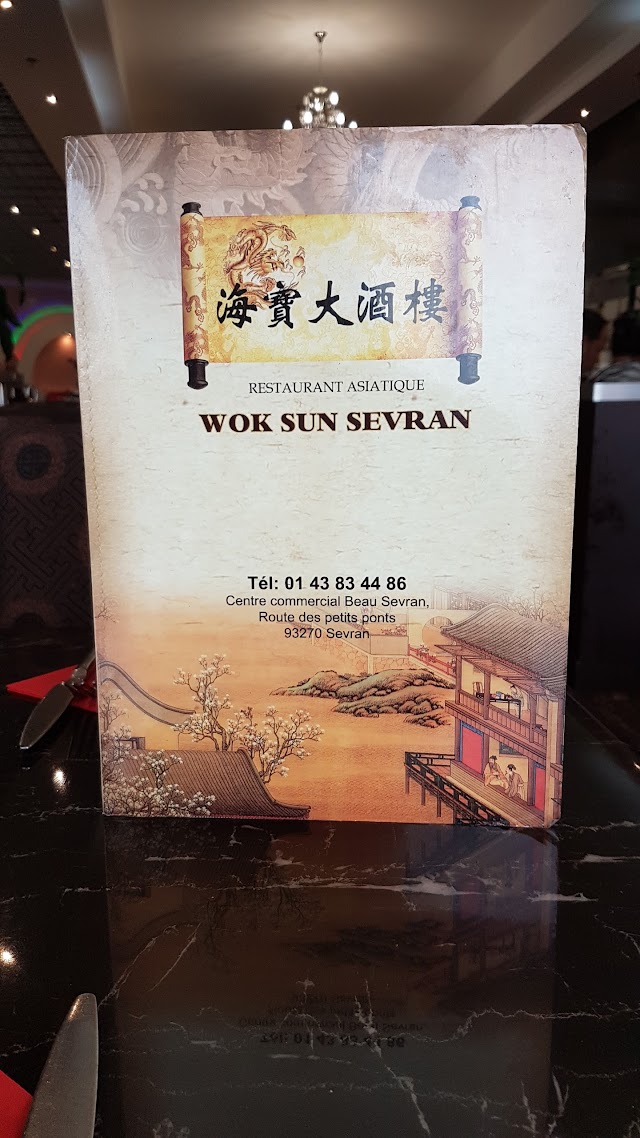 海寶大酒樓
RESTAURANT ASIATIQUE
WOK SUN SEVRAN
Tél: 01 43 83 44 86
Centre commercial Beau Sevran,
Route des petits ponts
93270 Sevran